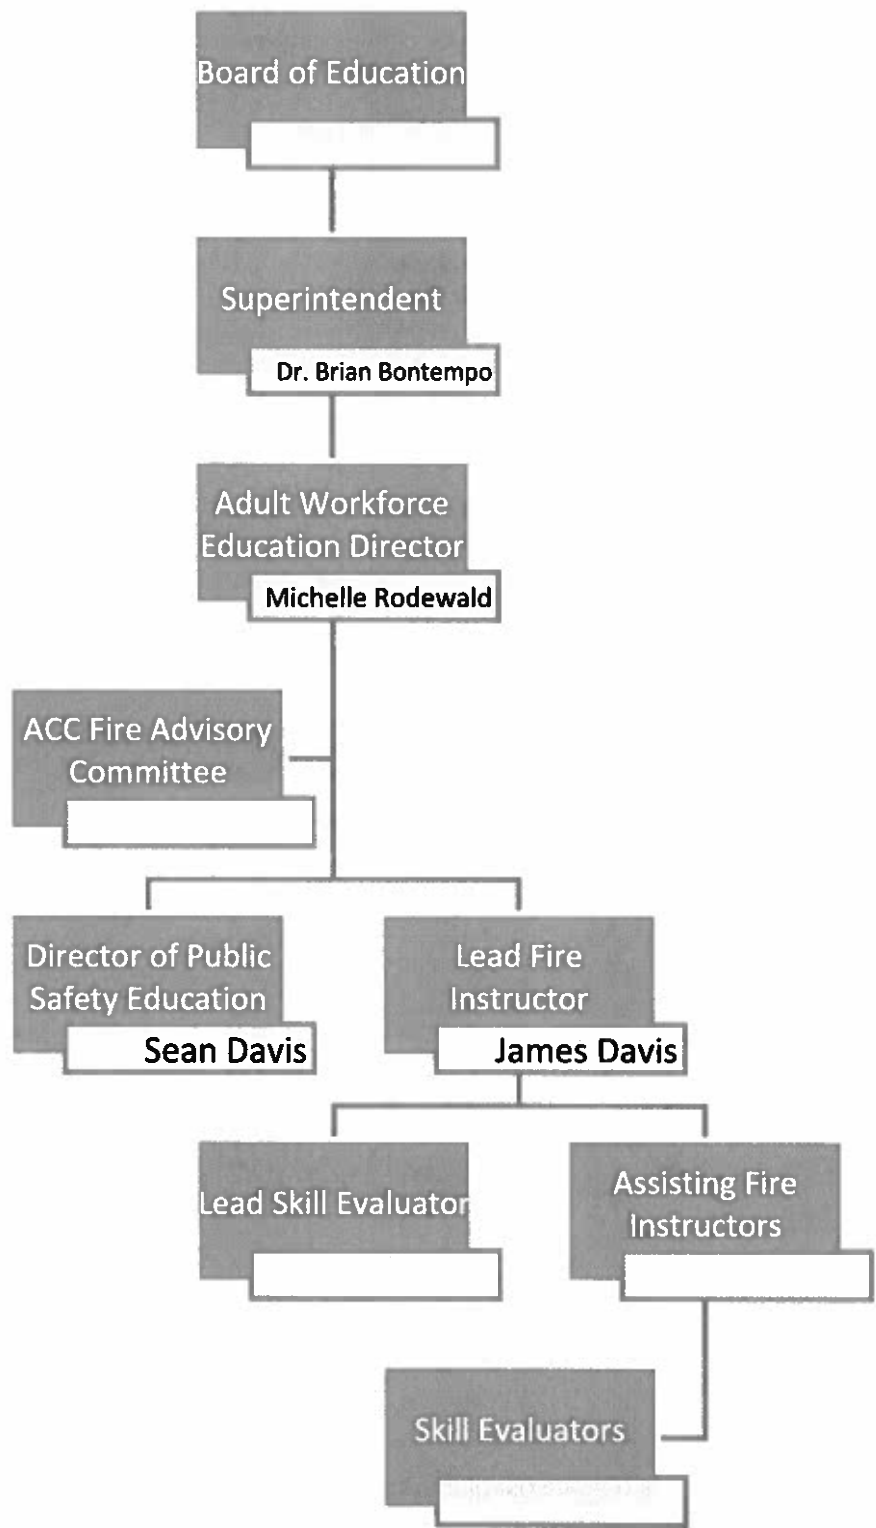 Board of Education
Superintendent
Dr. Brian Bontempo
Adult Workforce
Education Director
Michelle Rodewald
ACC Fire Advisory
Committee
Director of Public
Safety Education
Sean Davis
Lead Fire
Instructor
James Davis
Lead Skill Evaluator
Assisting Fire
Instructors
Skill Evaluators